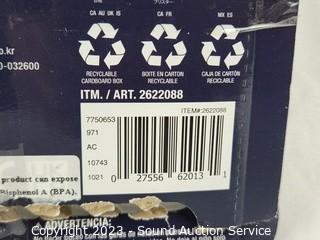 CA AU UK IS
CA FR
MX ES
o.kr
0-032600
RECYCLABLE
CARDBOARD BOX
BOITE EN CARTON
RECYCLABLE
CAJA DE CARTON
RECICLABLE
ITM. / ART. 2622088
ITEM#:2622088
7750653
971
AC
10743
1021
0 27556 62013 1
product can expose
Bisphenol A (BPA),
ADVERTENCIA:
Copyright 2023 - Sound Auction Service